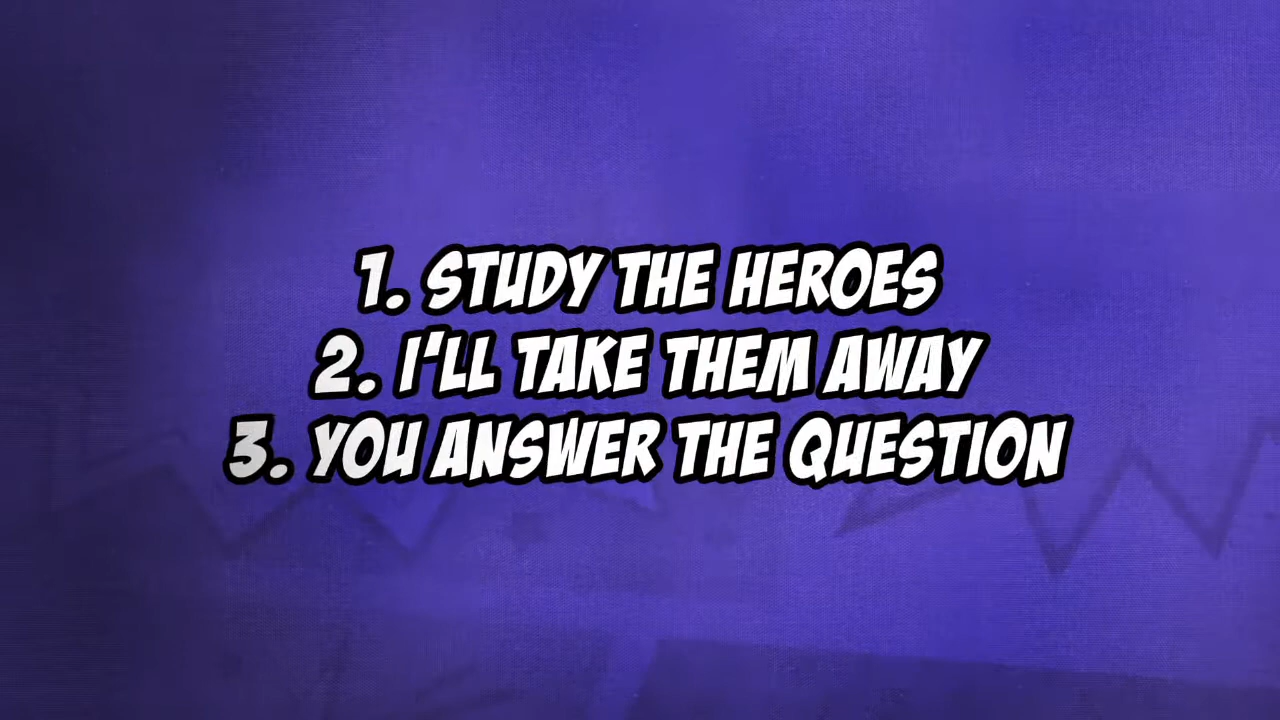 1. STUDY THE HEROES
2. I'LL TAKE THEM AWAY
3. YOU ANSWER THE QUESTION